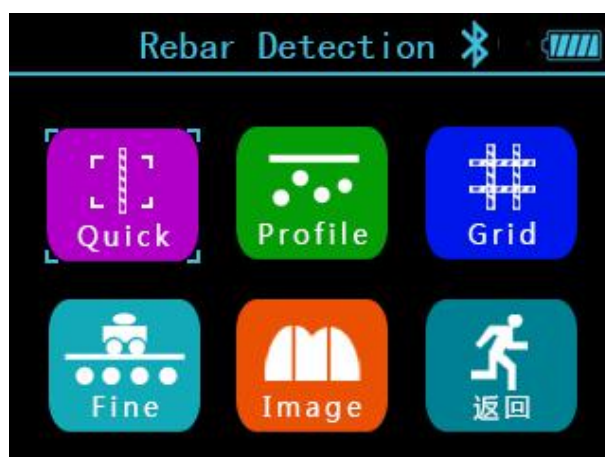 Rebar Detection
Quick
Profile
Grid
Fine
Image
返回